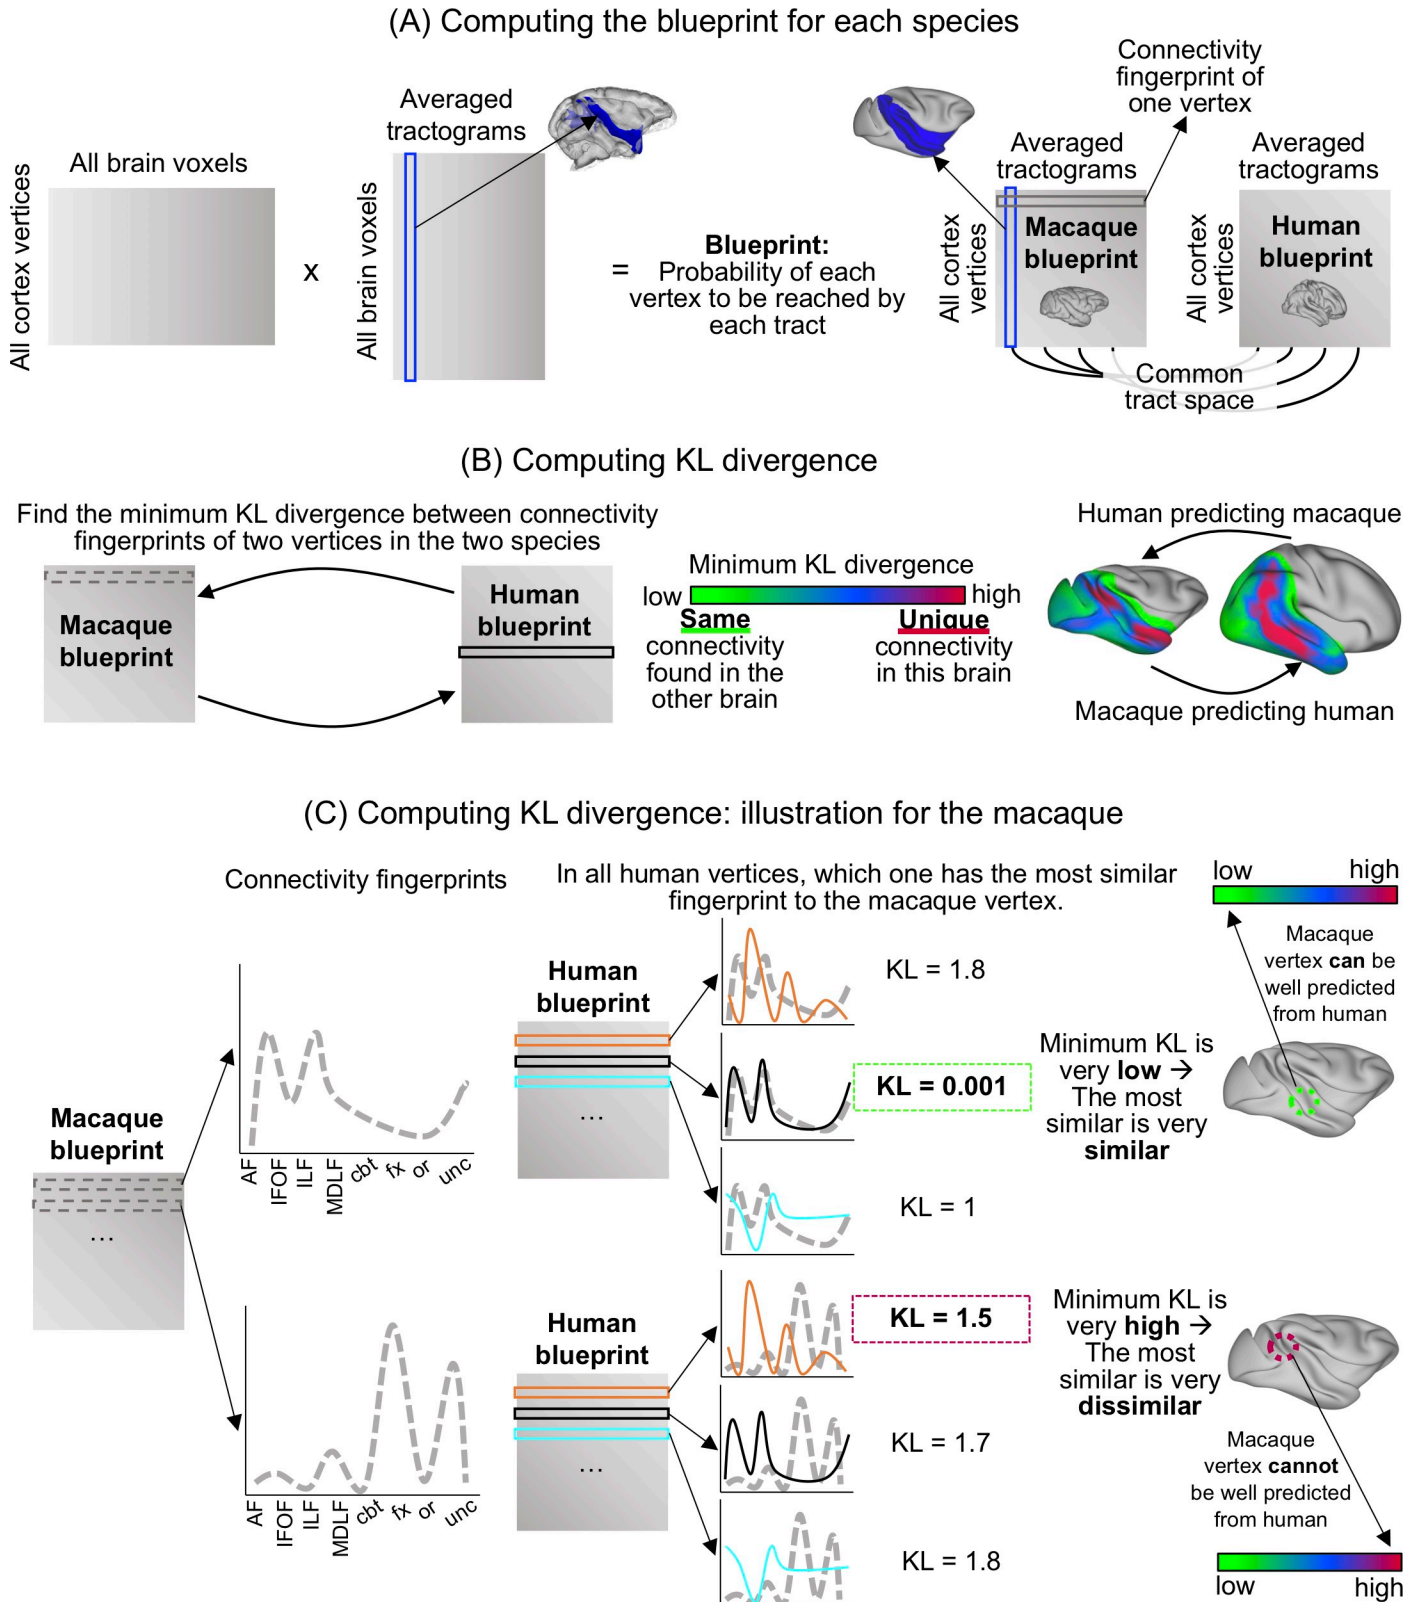 (A) Computing the blueprint for each species
All cortex vertices
All brain voxels
x
All brain voxels
Averaged
tractograms
=
Blueprint:
Probability of each
vertex to be reached by
each tract
Connectivity
fingerprint of
one vertex
All cortex
vertices
Averaged
tractograms
Macaque
blueprint
All cortex
vertices
Averaged
tractograms
Human
blueprint
Common
tract space
(B) Computing KL divergence
Find the minimum KL divergence between connectivity
fingerprints of two vertices in the two species
Macaque
blueprint
Human
blueprint
Minimum KL divergence
low
high
Same
connectivity
found in the
other brain
Unique
connectivity
in this brain
Human predicting macaque
Macaque predicting human
(C) Computing KL divergence: illustration for the macaque
Connectivity fingerprints
In all human vertices, which one has the most similar
fingerprint to the macaque vertex.
Macaque
blueprint
...
AF
IFOF
ILF
MDLF
cbt
fx
or
unc
Human
blueprint
...
KL = 1.8
KL = 0.001
KL = 1
Minimum KL is
very low →
The most
similar is very
similar
low
high
Macaque
vertex can be
well predicted
from human
AF
IFOF
ILF
MDLF
cbt
fx
or
unc
Human
blueprint
...
KL = 1.5
KL = 1.7
KL = 1.8
Minimum KL is
very high →
The most
similar is very
dissimilar
Macaque
vertex cannot
be well predicted
from human
low
high